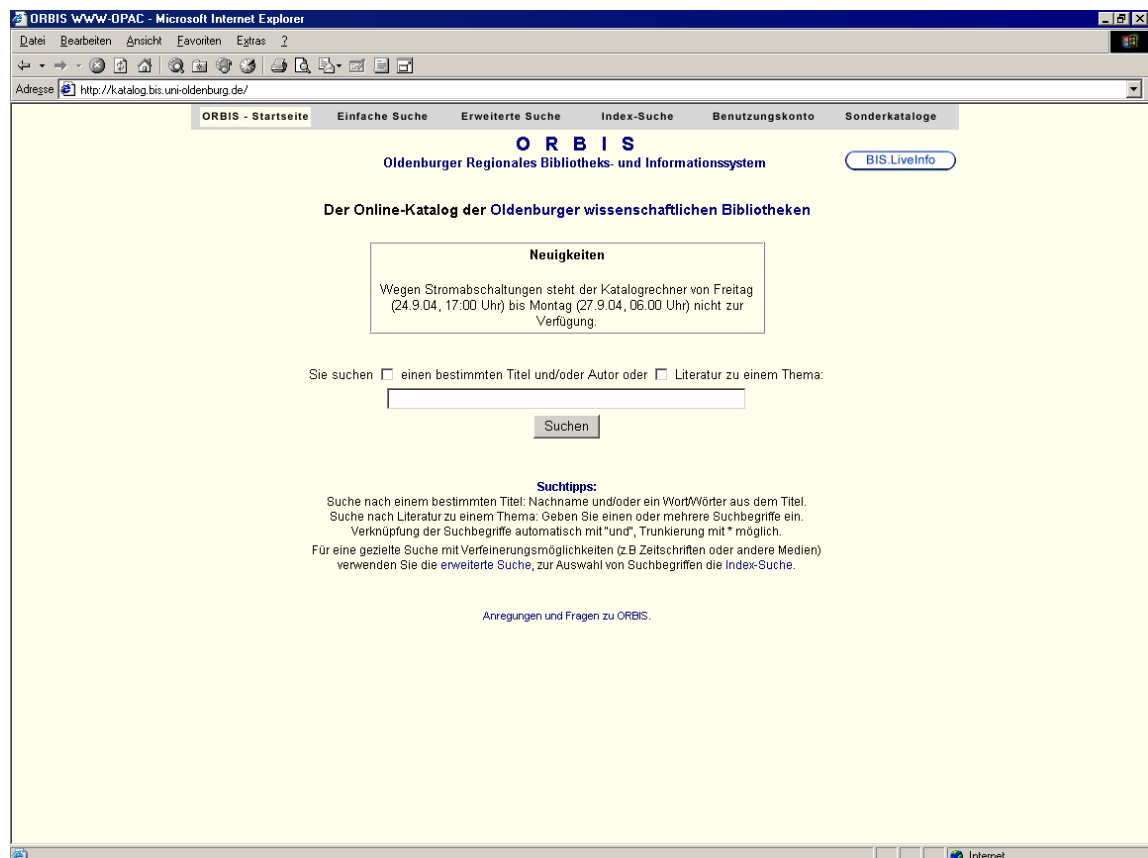 ORBIS WWW-OPAC - Microsoft Internet Explorer
Datei Bearbeiten Ansicht Favoriten Extras ?
Adresse http://katalog.bis.uni-oldenburg.de/
ORBIS - Startseite Einfache Suche Erweiterte Suche Index-Suche Benutzungskonto Sonderkataloge
O R B I S
Oldenburger Regionales Bibliotheks- und Informationssystem
BIS.LiveInfo
Der Online-Katalog der Oldenburger wissenschaftlichen Bibliotheken
Neuigkeiten
Wegen Stromabschaltungen steht der Katalogrechner von Freitag
(24.9.04, 17:00 Uhr) bis Montag (27.9.04, 06.00 Uhr) nicht zur
Verfügung.
Sie suchen einen bestimmten Titel und/oder Autor oder Literatur zu einem Thema:
Suchen
Suchtipps:
Suche nach einem bestimmten Titel: Nachname und/oder ein Wort/Wörter aus dem Titel.
Suche nach Literatur zu einem Thema: Geben Sie einen oder mehrere Suchbegriffe ein.
Verknüpfung der Suchbegriffe automatisch mit "und", Trunkierung mit * möglich.
Für eine gezielte Suche mit Verfeinerungsmöglichkeiten (z.B Zeitschriften oder andere Medien)
verwenden Sie die erweiterte Suche, zur Auswahl von Suchbegriffen die Index-Suche.
Anregungen und Fragen zu ORBIS.
Internet